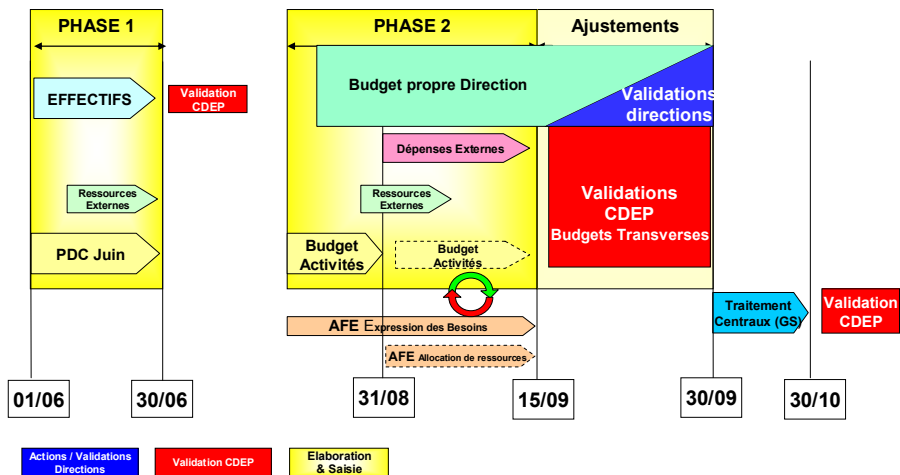 PHASE 1
PHASE 2
Ajustements
EFFECTIFS
Validation
CDEP
Budget propre Direction
Validations
directions
Dépenses Externes
Ressources
Externes
Ressources
Externes
Validations
CDEP
Budgets Transverses
PDC Juin
Budget
Activités
Budget
Activités
AFE Expression des Besoins
AFE Allocation de ressources
Traitement
Centraux (GS)
Validation
CDEP
01/06
30/06
31/08
15/09
30/09
30/10
Actions / Validations
Directions
Validation CDEP
Elaboration
& Saisie